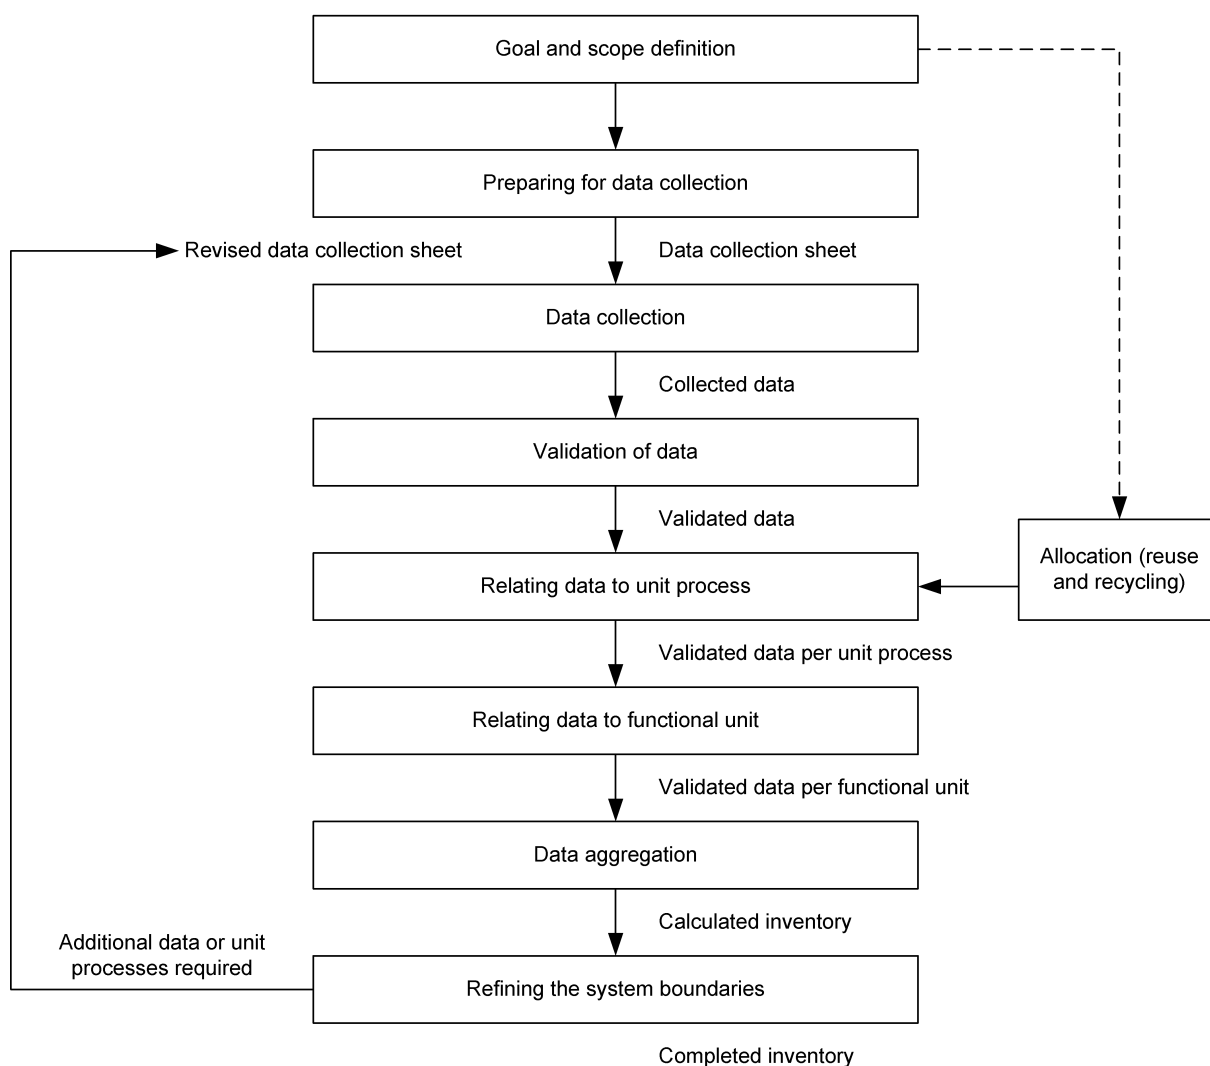 Goal and scope definition
Preparing for data collection
Revised data collection sheet
Data collection sheet
Data collection
Collected data
Validation of data
Validated data
Allocation (reuse
and recycling)
Relating data to unit process
Validated data per unit process
Relating data to functional unit
Validated data per functional unit
Data aggregation
Calculated inventory
Additional data or unit
processes required
Refining the system boundaries
Completed inventory